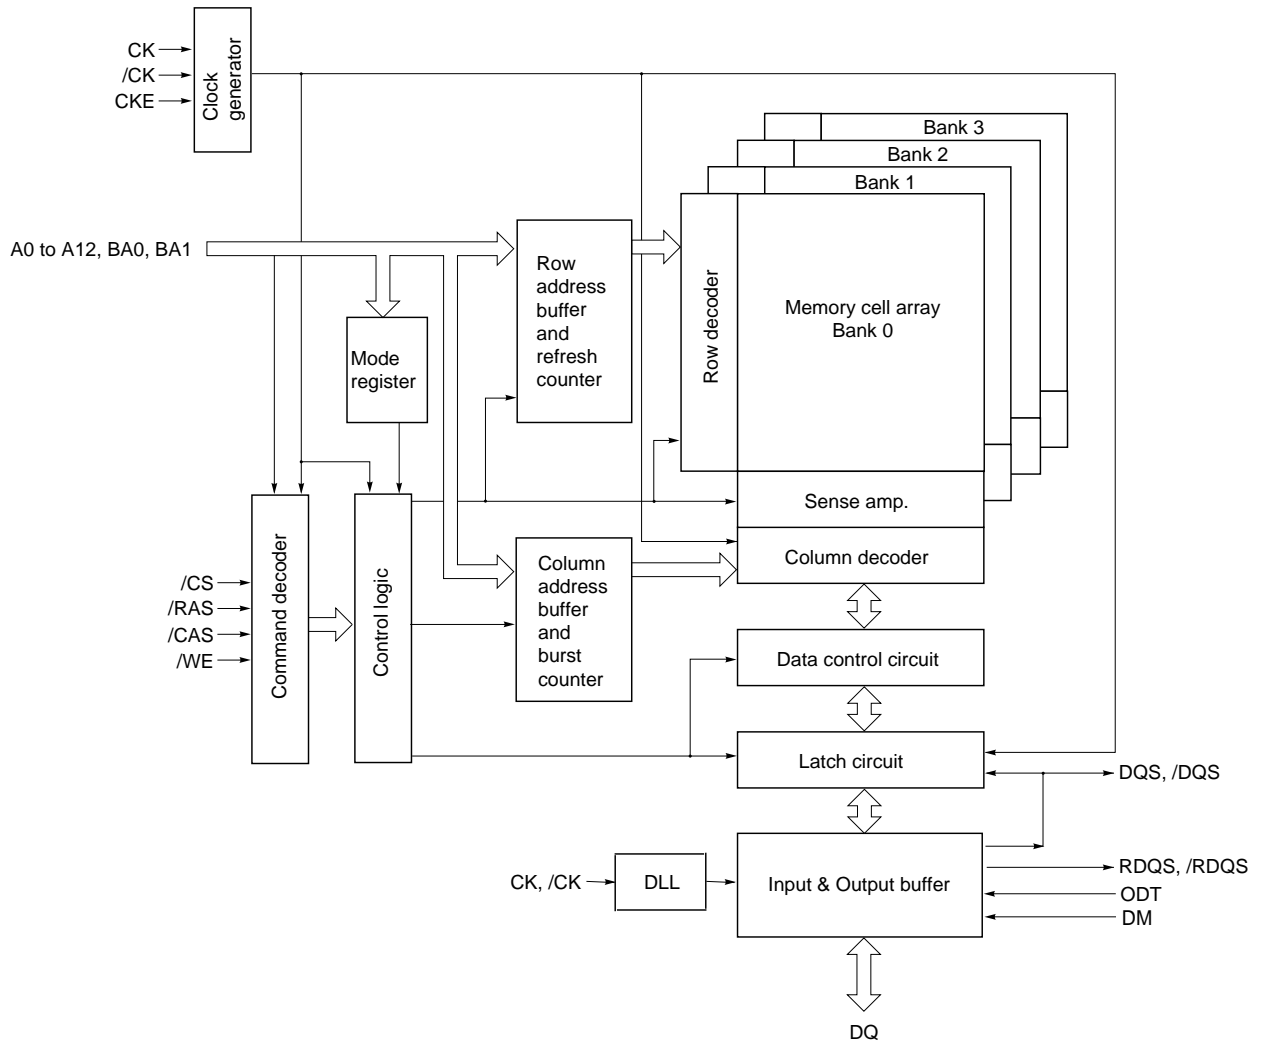 CK
/CK
CKE
Clock
generator
Bank 3
Bank 2
Bank 1
A0 to A12, BA0, BA1
Mode
register
Row
address
buffer
and
refresh
counter
Row decoder
Memory cell array
Bank 0
Sense amp.
Column decoder
/CS
/RAS
/CAS
/WE
Command decoder
Control logic
Column
address
buffer
and
burst
counter
Data control circuit
Latch circuit
DQS, /DQS
CK, /CK
DLL
Input & Output buffer
RDQS, /RDQS
ODT
DM
DQ